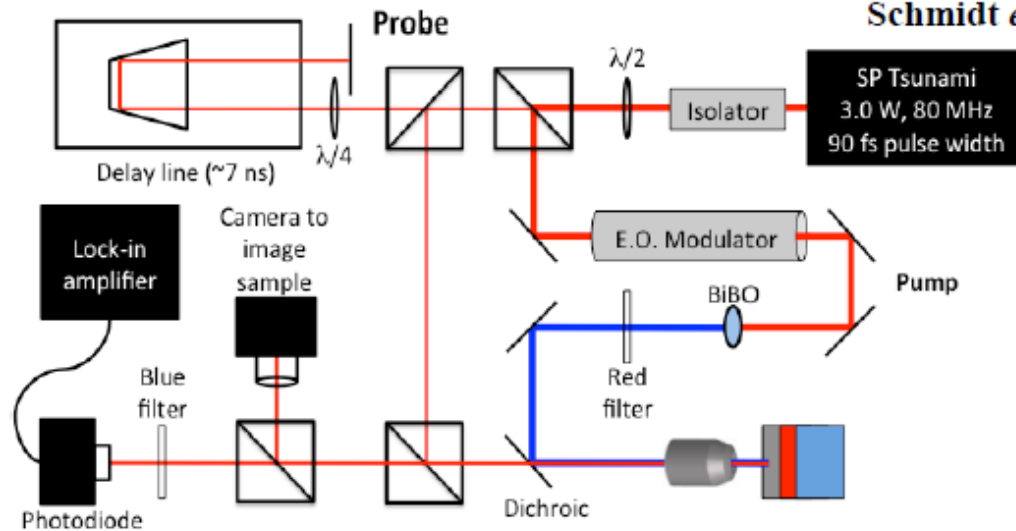 Schmidt e
Probe
λ/2
SP Tsunami
3.0 W, 80 MHz
90 fs pulse width
Isolator
λ/4
Delay line (~7 ns)
Camera to
image
sample
Lock-in
amplifier
E.O. Modulator
Pump
BiBO
Blue
filter
Red
filter
Dichroic
Photodiode